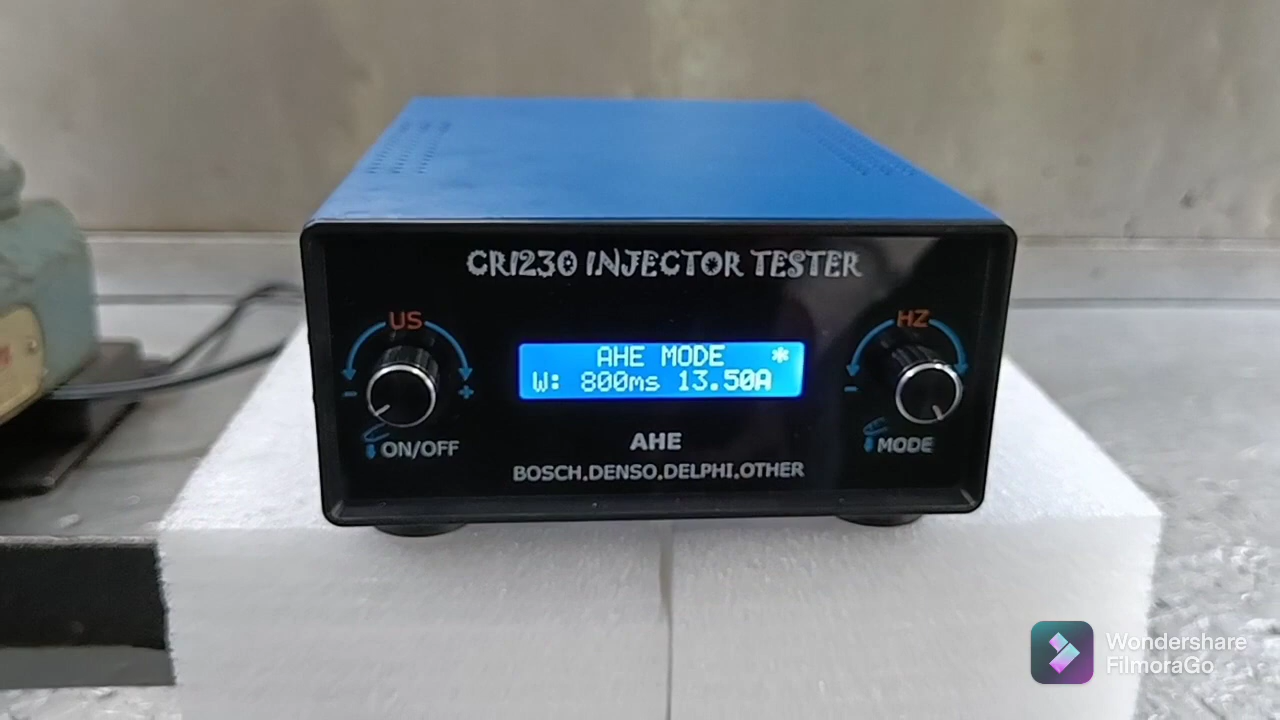 CRI230 INJECTOR TESTER
US
HZ
AHE MODE *
W: 800ms 13.50A
- +
-
ON/OFF
MODE
AHE
BOSCH.DENSO.DELPHI.OTHER
Wondershare
FilmoraGo